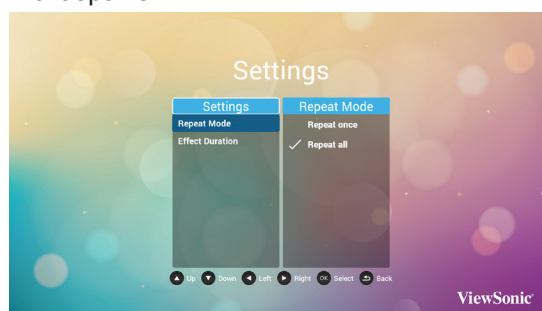 Settings
Settings
Repeat Mode
Effect Duration
Repeat Mode
Repeat once
Repeat all
Up Down Left Right OK Select Back
ViewSonic